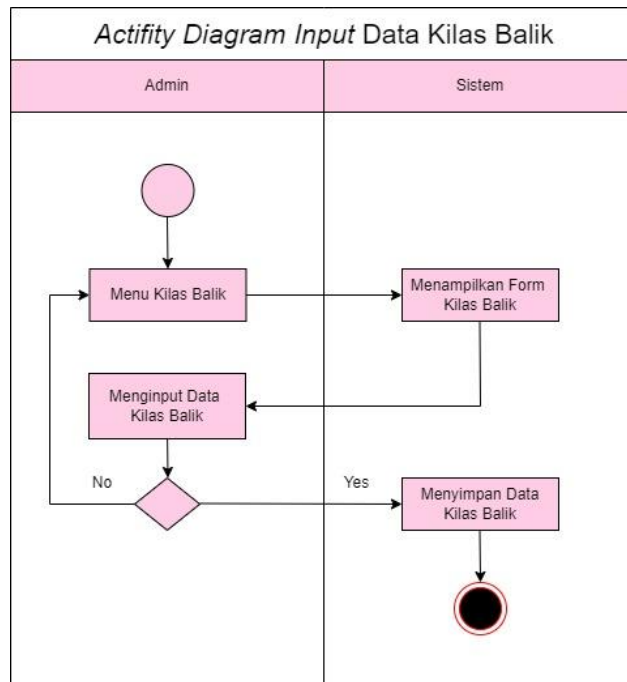 Actifity Diagram Input Data Kilas Balik
Admin
Sistem
Menu Kilas Balik
Menampilkan Form
Kilas Balik
Menginput Data
Kilas Balik
No
Yes
Menyimpan Data
Kilas Balik